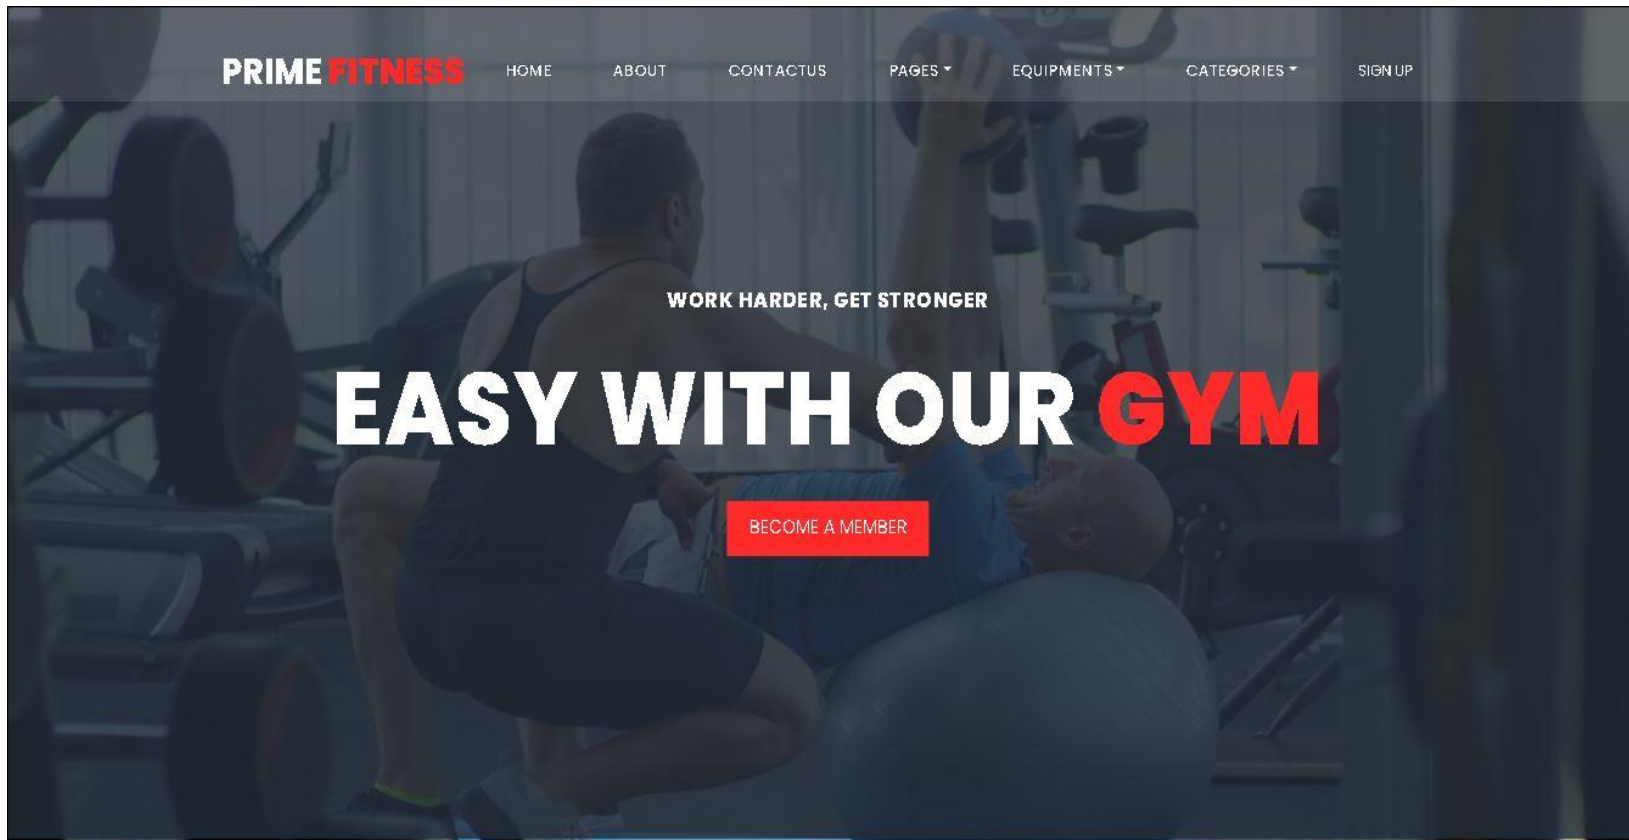 PRIME FITNESS HOME ABOUT CONTACTUS PAGES EQUIPMENTS CATEGORIES SIGN UP
WORK HARDER, GET STRONGER
EASY WITH OUR GYM
BECOME A MEMBER